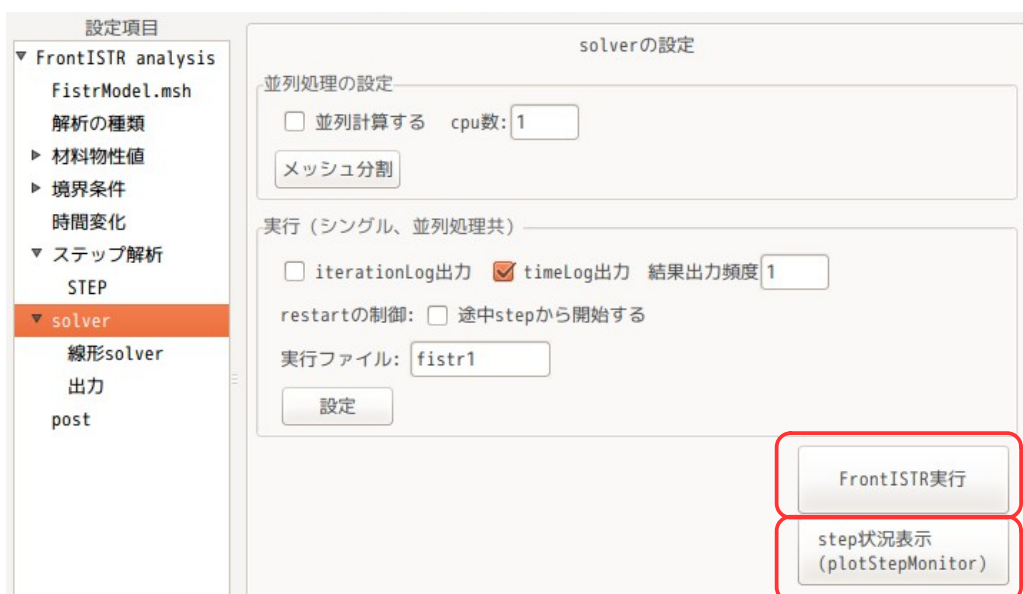 設定項目
FrontISTR analysis
FistrModel.msh
解析の種類
材料物性値
境界条件
時間変化
ステップ解析
STEP
solver
線形solver
出力
post
solverの設定
並列処理の設定
並列計算する cpu数: 1
メッシュ分割
実行（シングル、並列処理共）
iterationLog出力 timeLog出力 結果出力頻度 1
restartの制御: 途中stepから開始する
実行ファイル: fistr1
設定
FrontISTR実行
step状況表示
(plotStepMonitor)